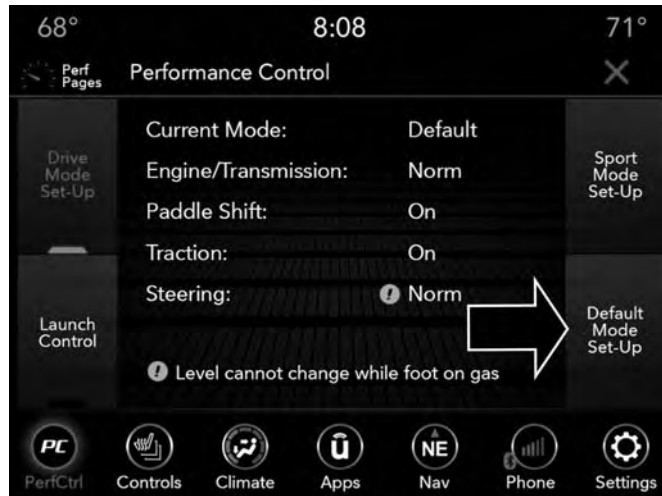 68° 8:08 71°
Perf
Pages
Performance Control
Drive
Mode
Set-Up
Launch
Control
Current Mode: Default
Engine/Transmission: Norm
Paddle Shift: On
Traction: On
Steering: ! Norm
! Level cannot change while foot on gas
Sport
Mode
Set-Up
Default
Mode
Set-Up
PC û NE
PerfCtrl Controls Climate Apps Nav Phone Settings